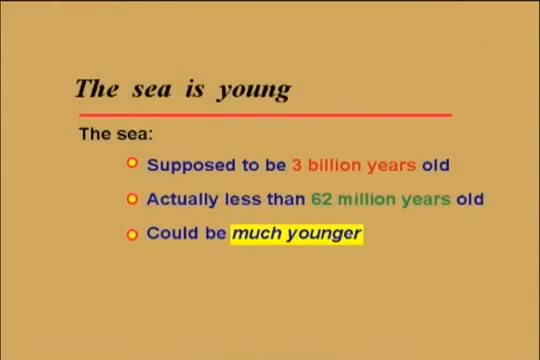 The sea is young
The sea:
Supposed to be 3 billion years old
Actually less than 62 million years old
Could be much younger